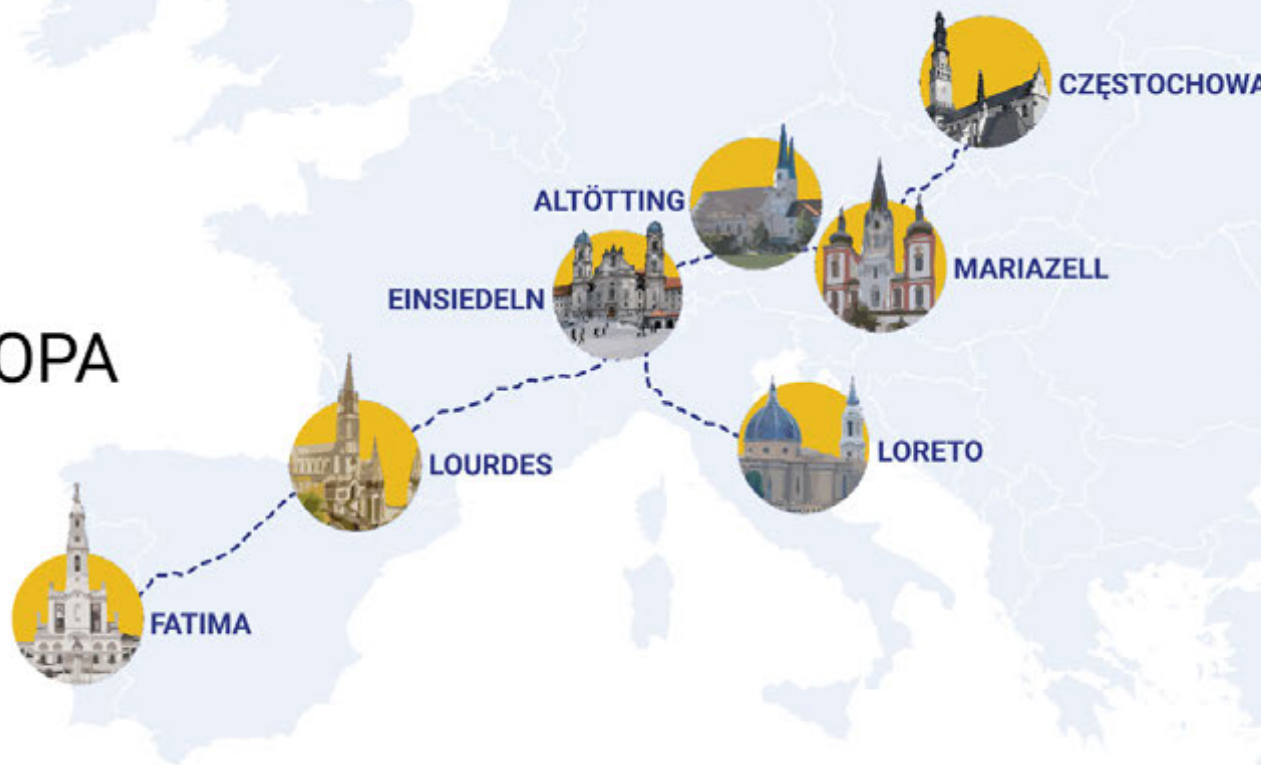 CZĘSTOCHOWA
ALTÖTTING
MARIAZELL
EINSIEDELN
OPA
LORETO
LOURDES
FATIMA